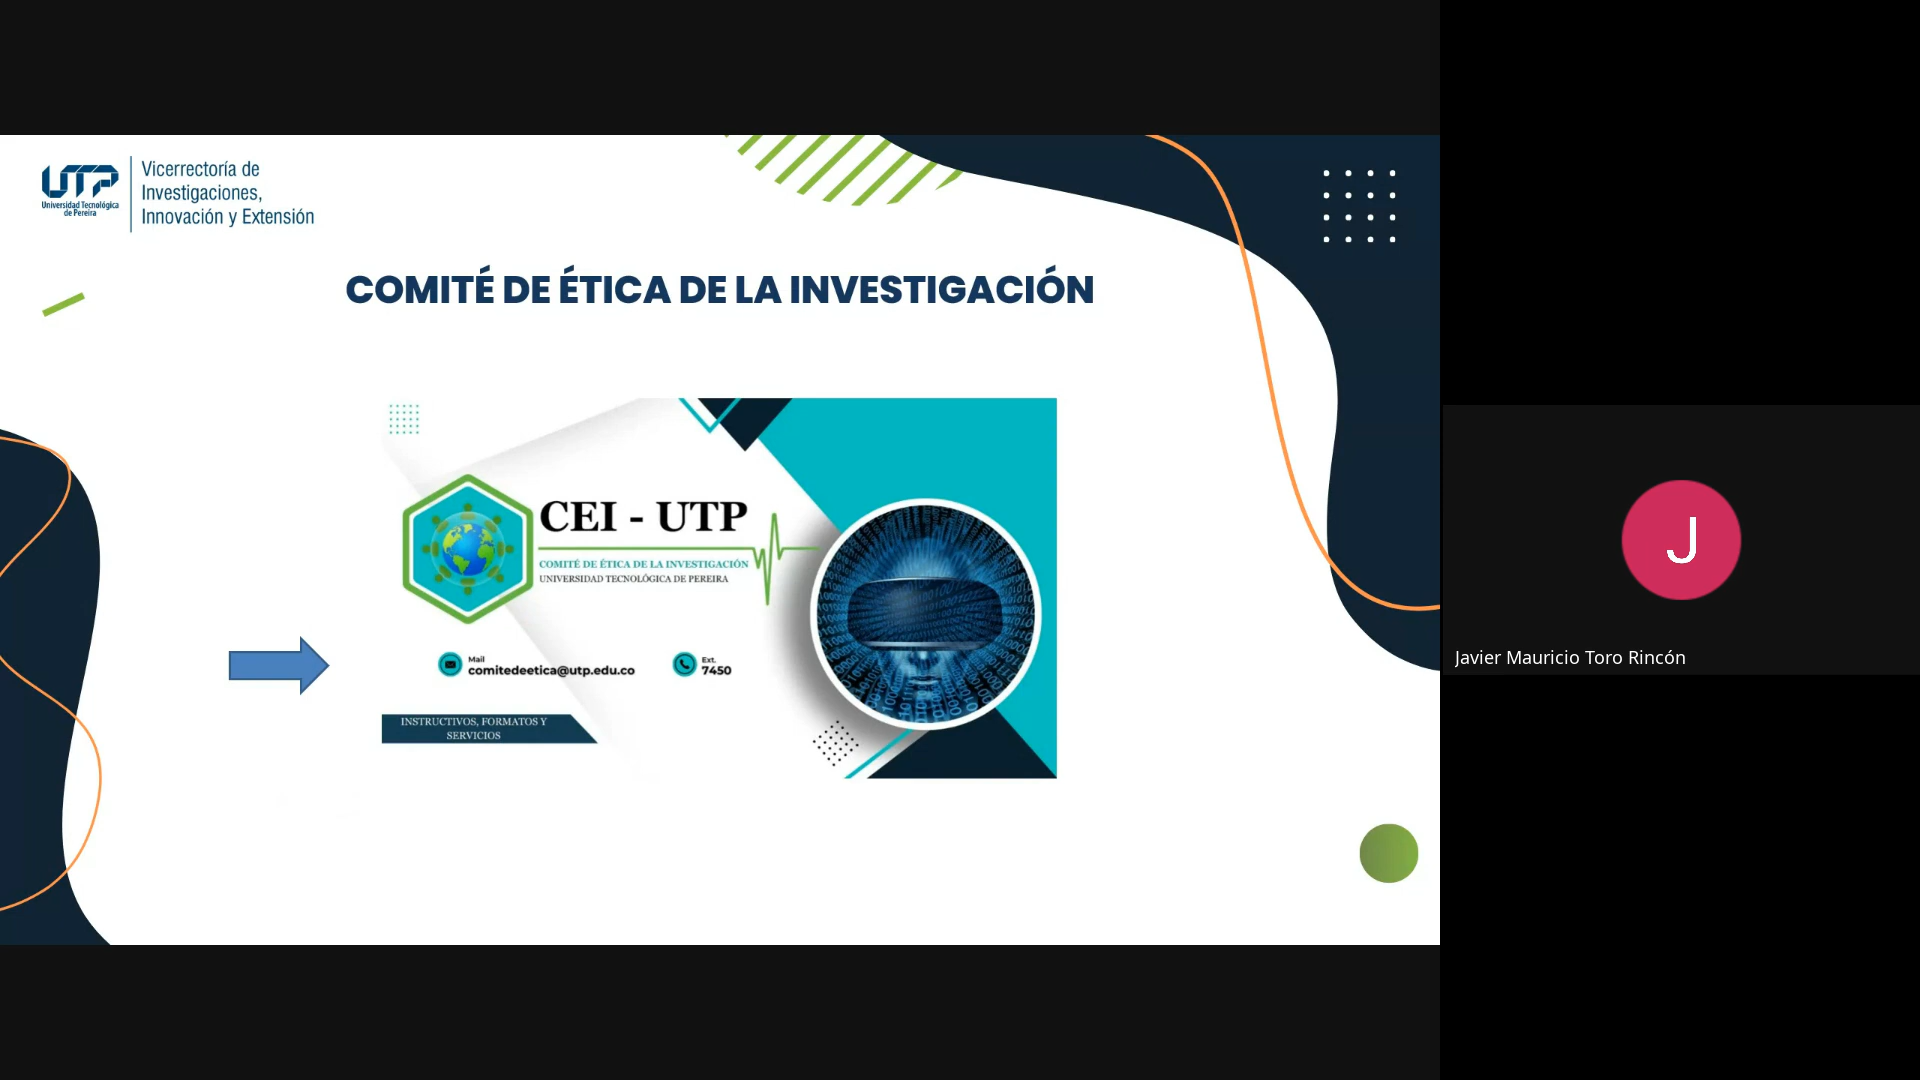 UTP
Universidad Tecnológica
de Pereira
Vicerrectoría de
Investigaciones,
Innovación y Extensión
COMITÉ DE ÉTICA DE LA INVESTIGACIÓN
CEI - UTP
COMITÉ DE ÉTICA DE LA INVESTIGACIÓN
UNIVERSIDAD TECNOLÓGICA DE PEREIRA
Mail
comitedeetica@utp.edu.co
Ext.
7450
INSTRUCTIVOS, FORMATOS Y
SERVICIOS
J
Javier Mauricio Toro Rincón